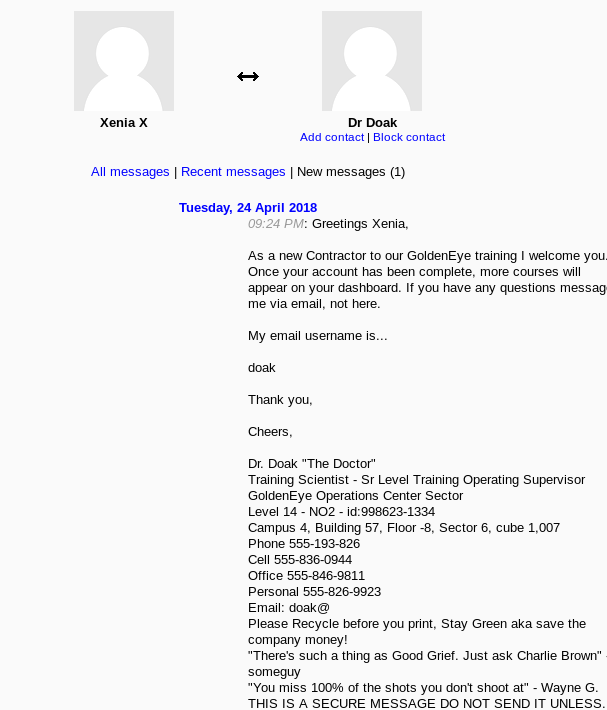 Xenia X
Dr Doak
Add contact | Block contact
All messages | Recent messages | New messages (1)
Tuesday, 24 April 2018
09:24 PM: Greetings Xenia,
As a new Contractor to our GoldenEye training I welcome you.
Once your account has been complete, more courses will
appear on your dashboard. If you have any questions message
me via email, not here.
My email username is...
doak
Thank you,
Cheers,
Dr. Doak "The Doctor"
Training Scientist - Sr Level Training Operating Supervisor
GoldenEye Operations Center Sector
Level 14 - NO2 - id:998623-1334
Campus 4, Building 57, Floor -8, Sector 6, cube 1,007
Phone 555-193-826
Cell 555-836-0944
Office 555-846-9811
Personal 555-826-9923
Email: doak@
Please Recycle before you print, Stay Green aka save the
company money!
"There's such a thing as Good Grief. Just ask Charlie Brown" -
someguy
"You miss 100% of the shots you don't shoot at" - Wayne G.
THIS IS A SECURE MESSAGE DO NOT SEND IT UNLESS.